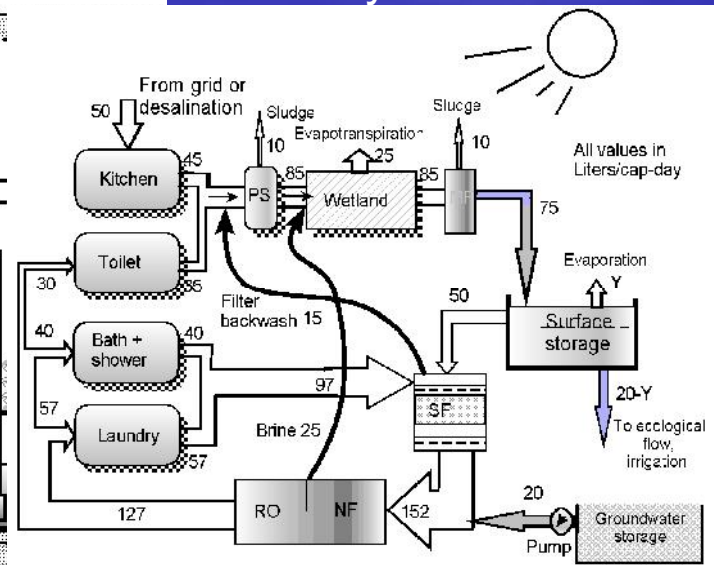 From grid or
desalination
50
Sludge
10
Evapotranspiration
25
Sludge
10
All values in
Liters/cap-day
Kitchen
45
PS
85
Wetland
85
75
Toilet
35
30
Evaporation
Y
Surface
storage
50
Filter
backwash 15
40
Bath +
shower
40
97
SF
20-Y
To ecological
flow,
irrigation
57
Laundry
57
Brine 25
RO
NF
152
127
20
Pump
Groundwater
storage